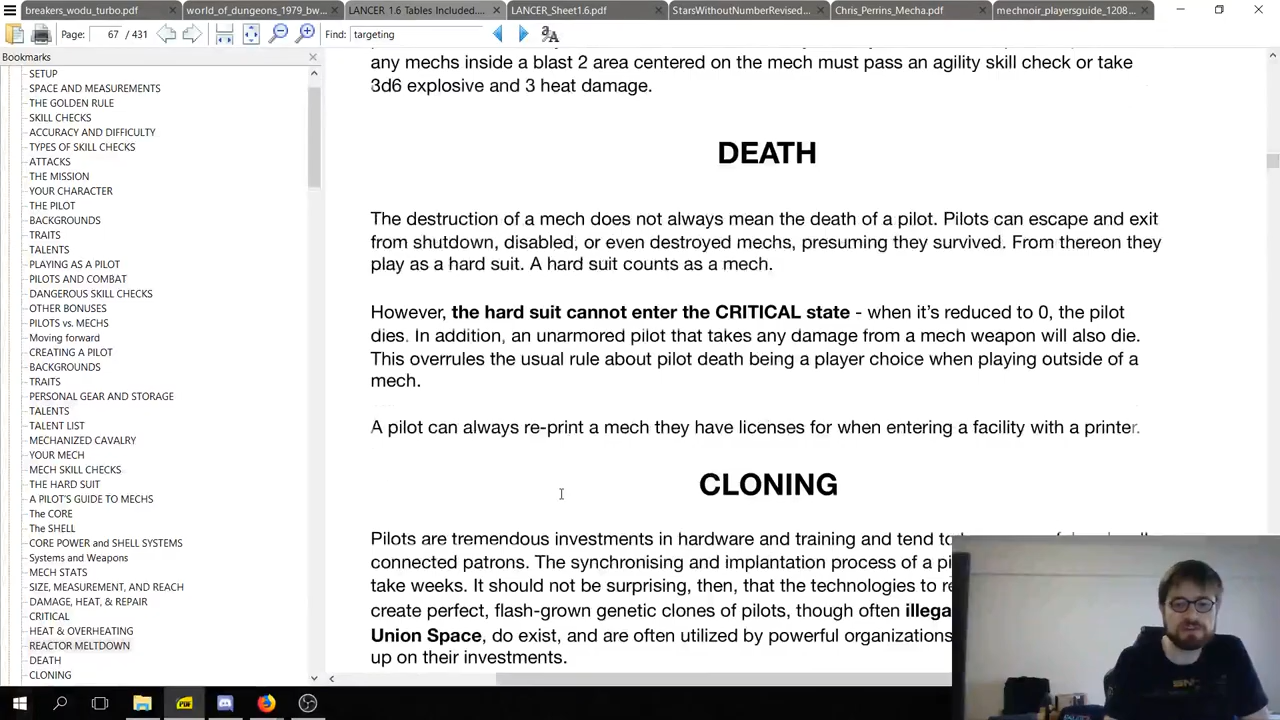 breakers_wodu_turbo.pdf
world_of_dungeons_1979_bw...
LANCER 1.6 Tables Included....
LANCER_Sheet1.6.pdf
StarsWithoutNumberRevised...
Chris_Perrins_Mecha.pdf
mechnoir_playersguide_1208...
Page: 67 / 431
Find: targeting
Bookmarks
SETUP
SPACE AND MEASUREMENTS
THE GOLDEN RULE
SKILL CHECKS
ACCURACY AND DIFFICULTY
TYPES OF SKILL CHECKS
ATTACKS
THE MISSION
YOUR CHARACTER
THE PILOT
BACKGROUNDS
TRAITS
TALENTS
PLAYING AS A PILOT
PILOTS AND COMBAT
DANGEROUS SKILL CHECKS
OTHER BONUSES
PILOTS vs. MECHS
Moving forward
CREATING A PILOT
BACKGROUNDS
TRAITS
PERSONAL GEAR AND STORAGE
TALENTS
TALENT LIST
MECHANIZED CAVALRY
YOUR MECH
MECH SKILL CHECKS
THE HARD SUIT
A PILOT'S GUIDE TO MECHS
The CORE
The SHELL
CORE POWER and SHELL SYSTEMS
Systems and Weapons
MECH STATS
SIZE, MEASUREMENT, AND REACH
DAMAGE, HEAT, & REPAIR
CRITICAL
HEAT & OVERHEATING
REACTOR MELTDOWN
DEATH
CLONING
any mechs inside a blast 2 area centered on the mech must pass an agility skill check or take
3d6 explosive and 3 heat damage.
DEATH
The destruction of a mech does not always mean the death of a pilot. Pilots can escape and exit
from shutdown, disabled, or even destroyed mechs, presuming they survived. From thereon they
play as a hard suit. A hard suit counts as a mech.
However, the hard suit cannot enter the CRITICAL state - when it's reduced to 0, the pilot
dies. In addition, an unarmored pilot that takes any damage from a mech weapon will also die.
This overrules the usual rule about pilot death being a player choice when playing outside of a
mech.
A pilot can always re-print a mech they have licenses for when entering a facility with a printer.
CLONING
Pilots are tremendous investments in hardware and training and tend to
connected patrons. The synchronising and implantation process of a
take weeks. It should not be surprising, then, that the technologies to
create perfect, flash-grown genetic clones of pilots, though often
Union Space, do exist, and are often utilized by powerful organizations
up on their investments.